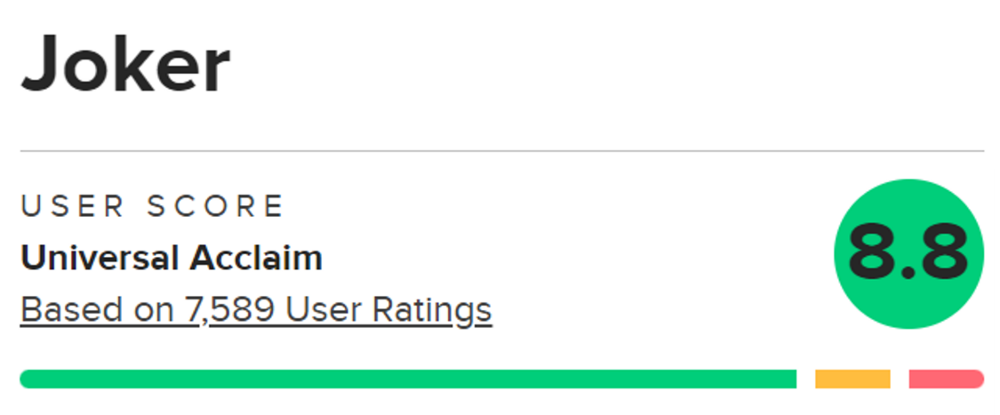 Joker
USER SCORE
Universal Acclaim
8.8
Based on 7,589 User Ratings